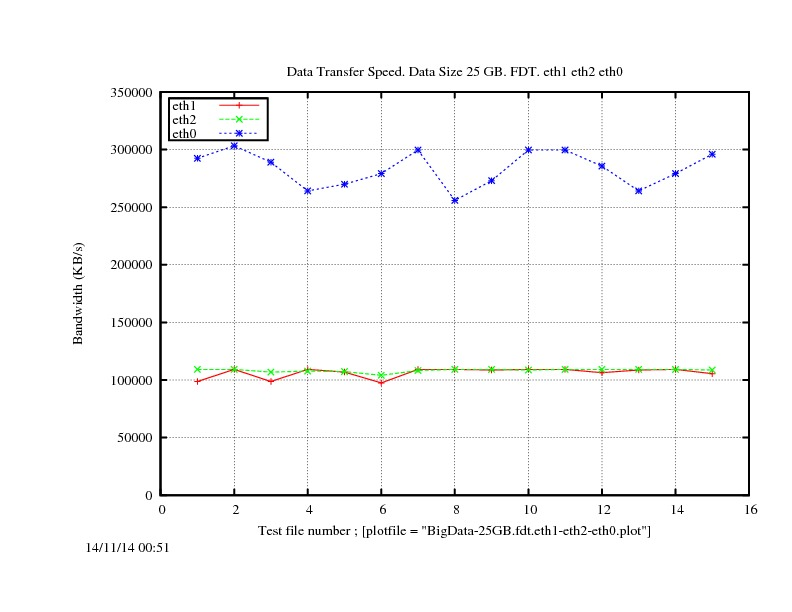 Data Transfer Speed. Data Size 25 GB. FDT. eth1 eth2 eth0
350000
eth1
eth2
eth0
300000
250000
200000
150000
100000
50000
0
Bandwidth (KB/s)
0 2 4 6 8 10 12 14 16
Test file number ; [plotfile = "BigData-25GB.fdt.eth1-eth2-eth0.plot"]
14/11/14 00:51